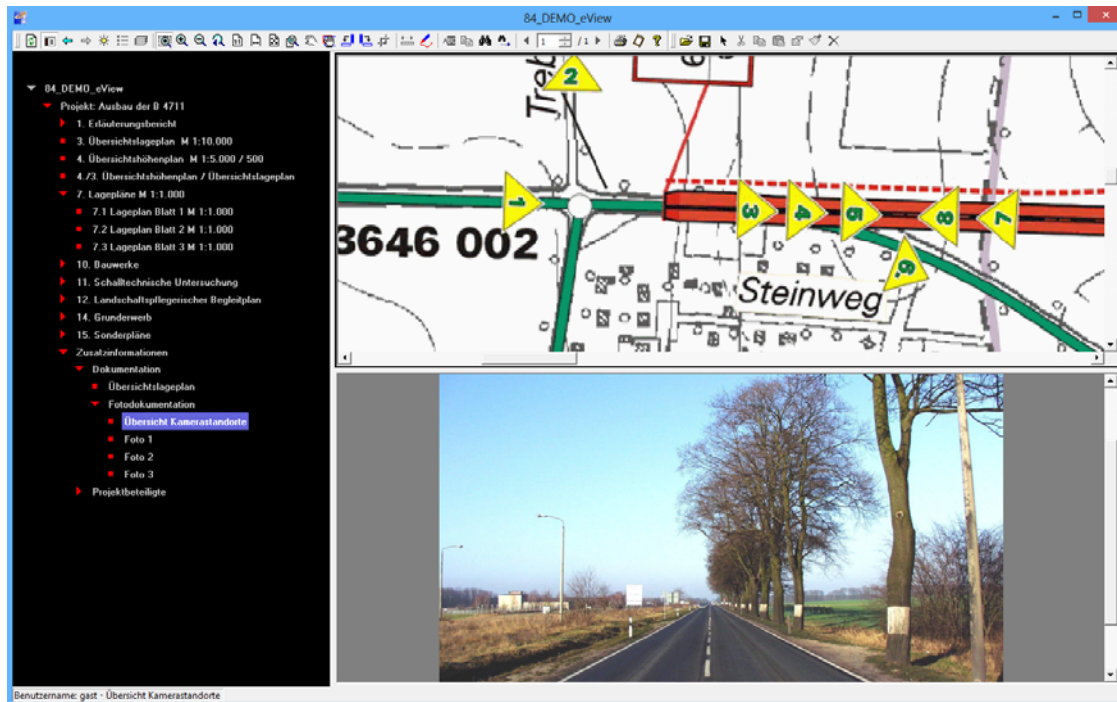 84_DEMO_eView
1
/1
84_DEMO_eView
Projekt: Ausbau der B 4711
1. Erläuterungsbericht
3. Übersichtslageplan M 1:10.000
4. Übersichtshöhenplan M 1:5.000 / 500
4./3. Übersichtshöhenplan / Übersichtslageplan
7. Lagepläne M 1:1.000
7.1 Lageplan Blatt 1 M 1:1.000
7.2 Lageplan Blatt 2 M 1:1.000
7.3 Lageplan Blatt 3 M 1:1.000
10. Bauwerke
11. Schalltechnische Untersuchung
12. Landschaftspflegerischer Begleitplan
14. Grunderwerb
15. Sonderpläne
Zusatzinformationen
Dokumentation
Übersichtslageplan
Fotodokumentation
Übersicht Kamerastandorte
Foto 1
Foto 2
Foto 3
Projektbeteiligte
Treb
2
1
3
4
5
8
7
6.
3646 002
Steinweg
Benutzername: gast - Übersicht Kamerastandorte